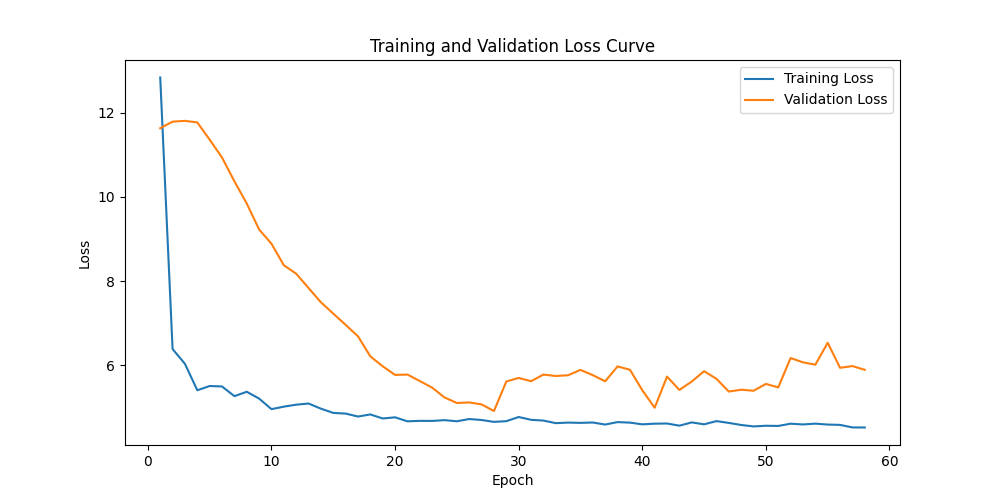 Training and Validation Loss Curve
Training Loss
Validation Loss
12
10
8
6
Loss
0 10 20 30 40 50 60
Epoch